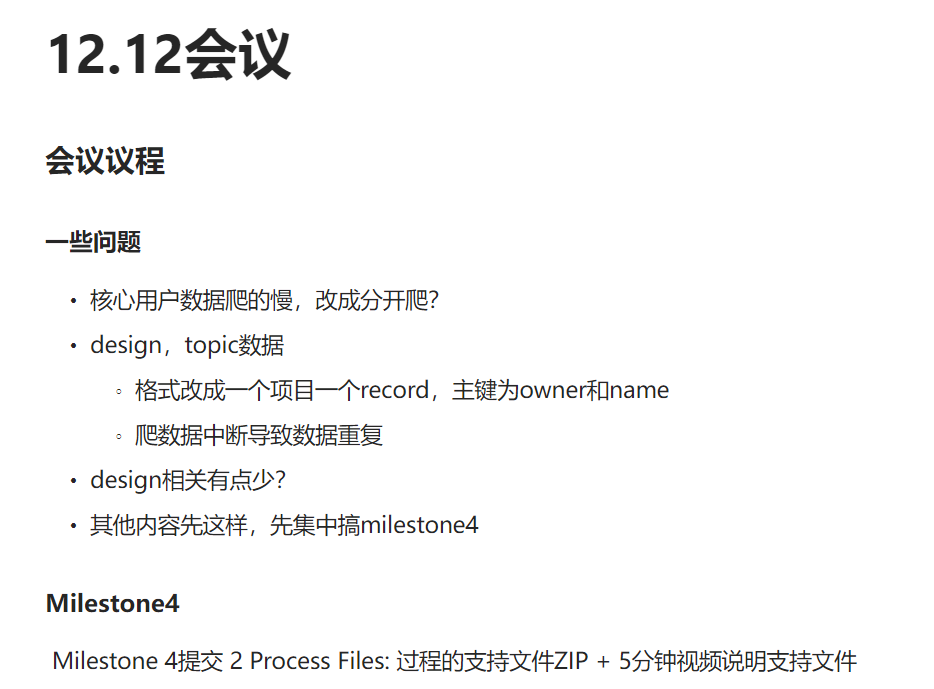 12.12会议
会议议程
一些问题
• 核心用户数据爬的慢，改成分开爬？
• design，topic数据
◦ 格式改成一个项目一个record，主键为owner和name
◦ 爬数据中断导致数据重复
• design相关有点少？
• 其他内容先这样，先集中搞milestone4
Milestone4
Milestone 4提交 2 Process Files: 过程的支持文件ZIP + 5分钟视频说明支持文件